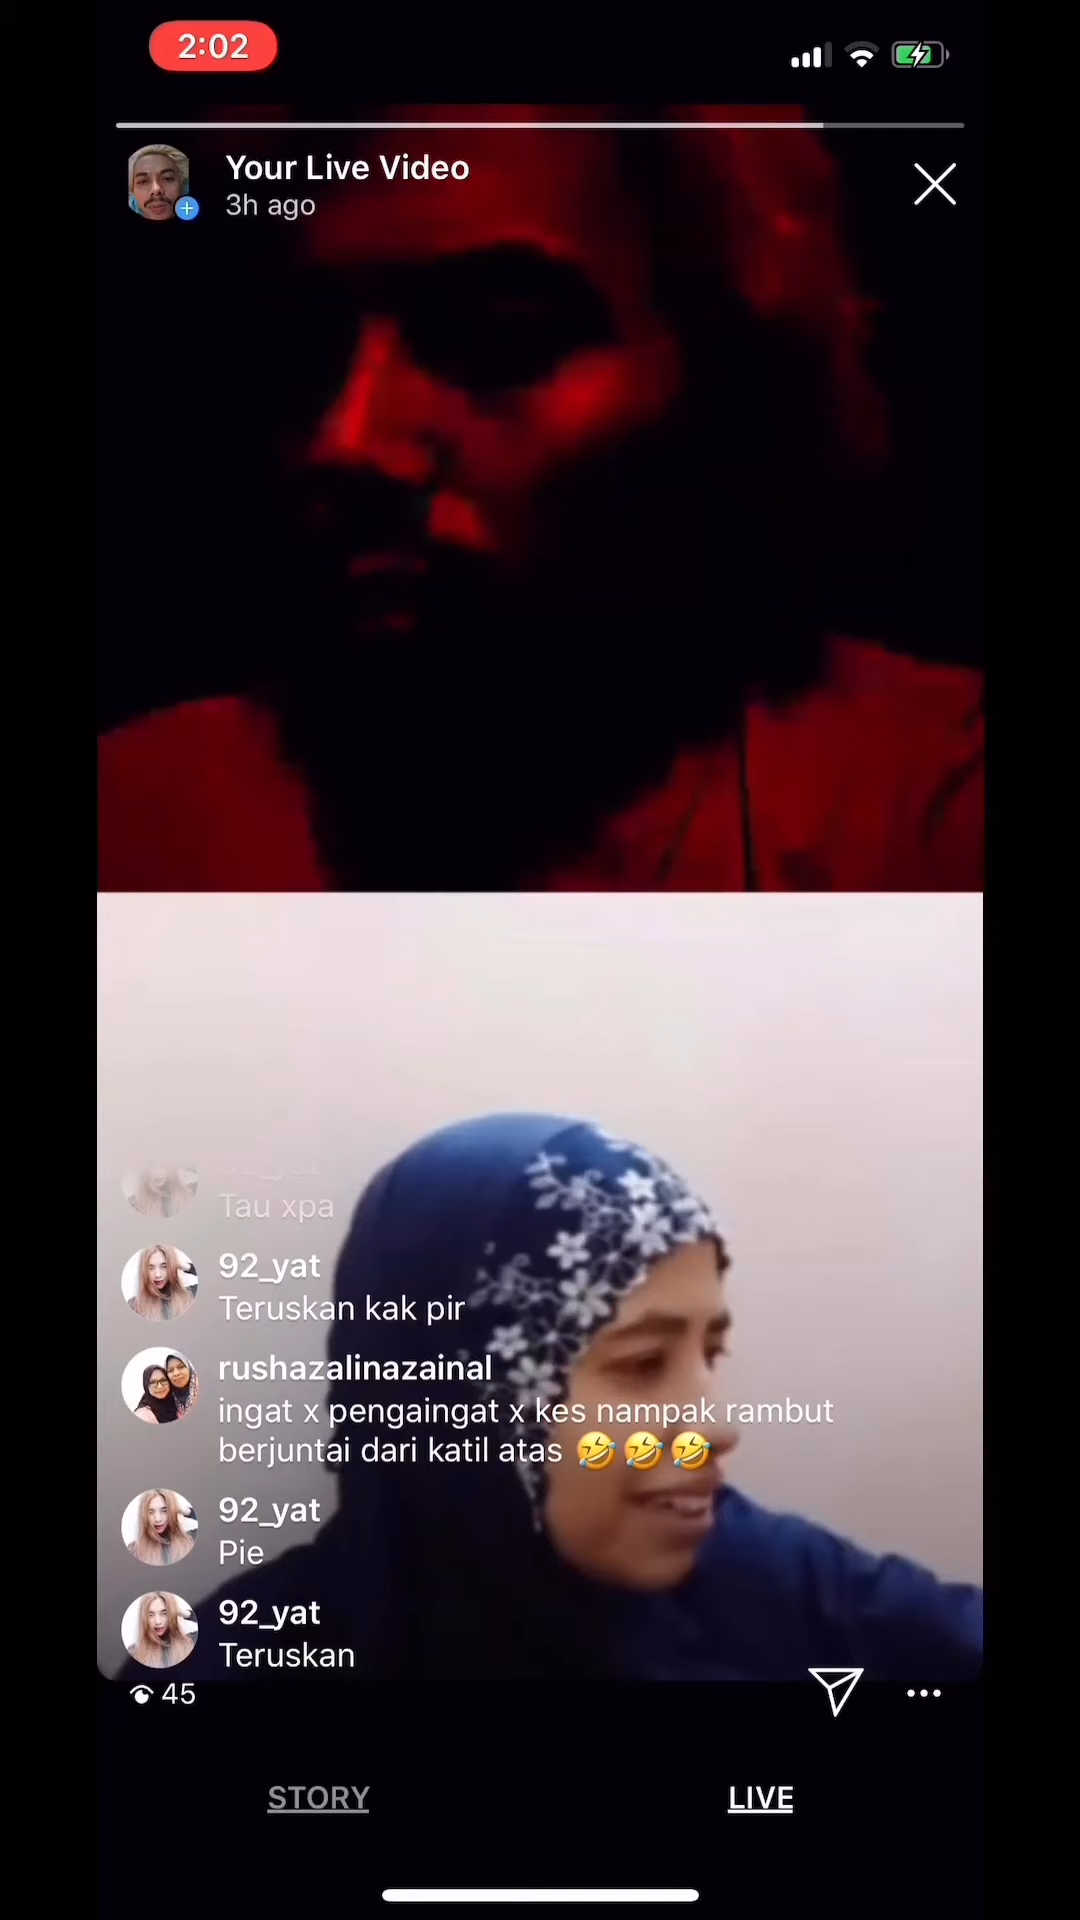 2:02
Your Live Video
3h ago
Tau xpa
92_yat
Teruskan kak pir
rushazalinazainal
ingat x pengaingat x kes nampak rambut
berjuntai dari katil atas 🤣🤣🤣
92_yat
Pie
92_yat
Teruskan
45
STORY
LIVE